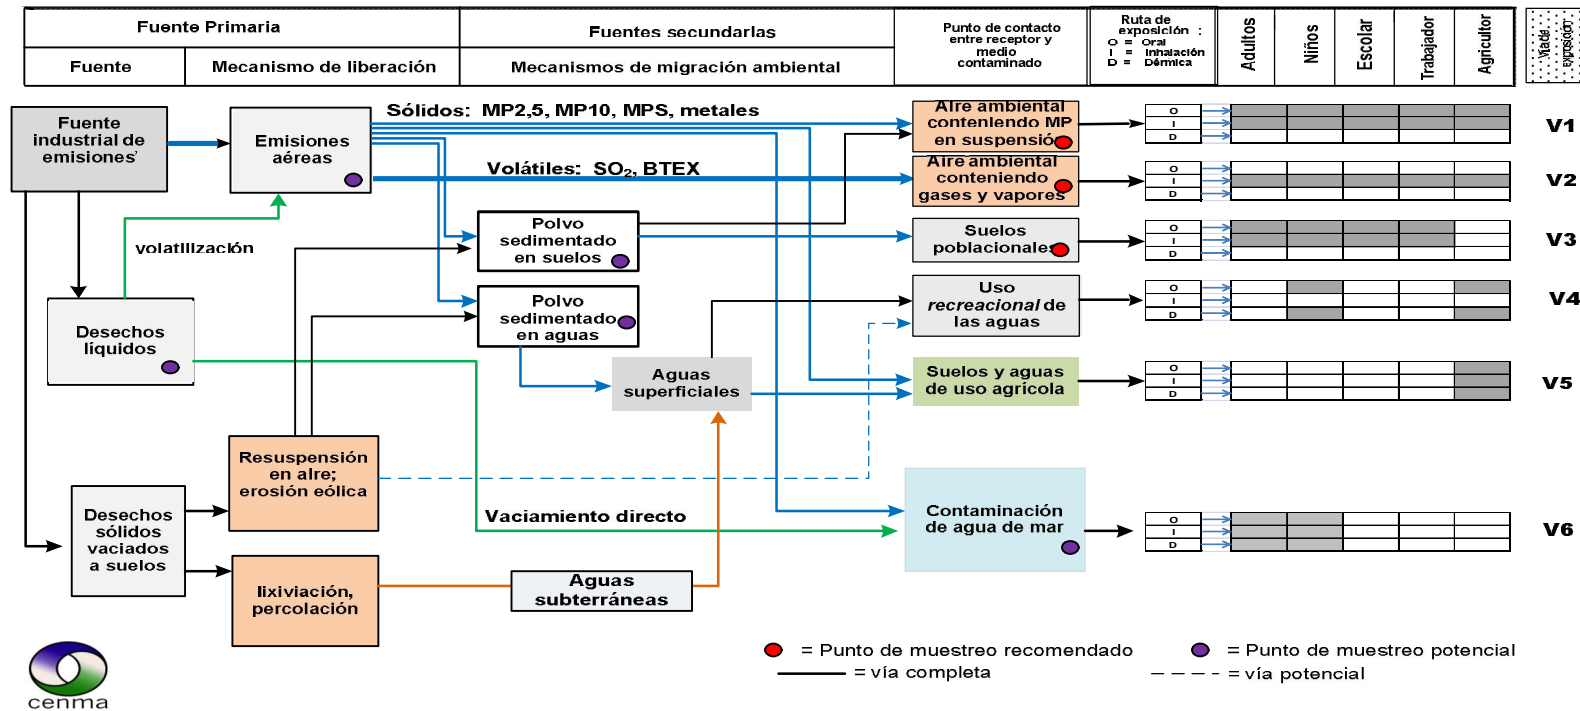 Fuente Primaria
Fuentes secundarlas
Fuente
Mecanismo de liberación
Mecanismos de migración ambiental
Punto de contacto
entre receptor y
medio
contaminado
Ruta de
exposición :
O = Oral
I = Inhalación
D = Dérmica
Adultos
Niños
Escolar
Trabajador
Agricultor
exposición
Sólidos: MP2,5, MP10, MPS, metales
Fuente
industrial de
emisiones'
Emisiones
aéreas
AIre ambiental
conteniendo MP
en suspensió
O
I
D
V1
Volátiles: SO₂, BTEX
Aire ambiental
conteniendo
gases y vapores
O
I
D
V2
volatilización
Polvo
sedimentado
en suelos
Suelos
poblacionales
O
I
D
V3
Desechos
líquidos
Polvo
sedimentado
en aguas
Uso
recreacional de
las aguas
O
I
D
V4
Aguas
superficiales
Suelos y aguas
de uso agrícola
O
I
D
V5
Resuspensión
en aIre;
erosión eólica
Desechos
sólidos
vaciados
a suelos
Vaciamiento directo
Contaminación
de agua de mar
O
I
D
V6
lixiviación,
percolación
Aguas
subterráneas
= Punto de muestreo recomendado
= Punto de muestreo potencial
= vía completa
= vía potencial
cenma